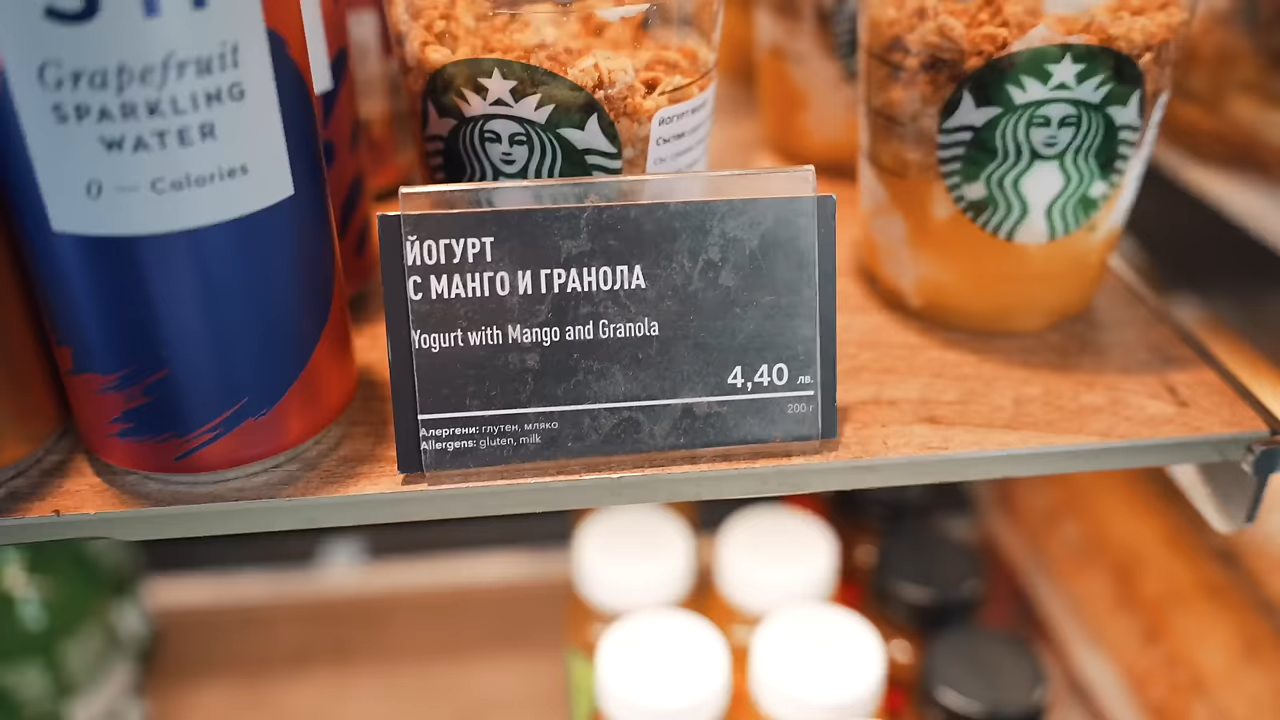 Grapefruit
SPARKLING
WATER
0 — Calories
ЙОГУРТ
С МАНГО И ГРАНОЛА
Yogurt with Mango and Granola
4,40 лв.
200 г
Алергени: глутен, мляко
Allergens: gluten, milk